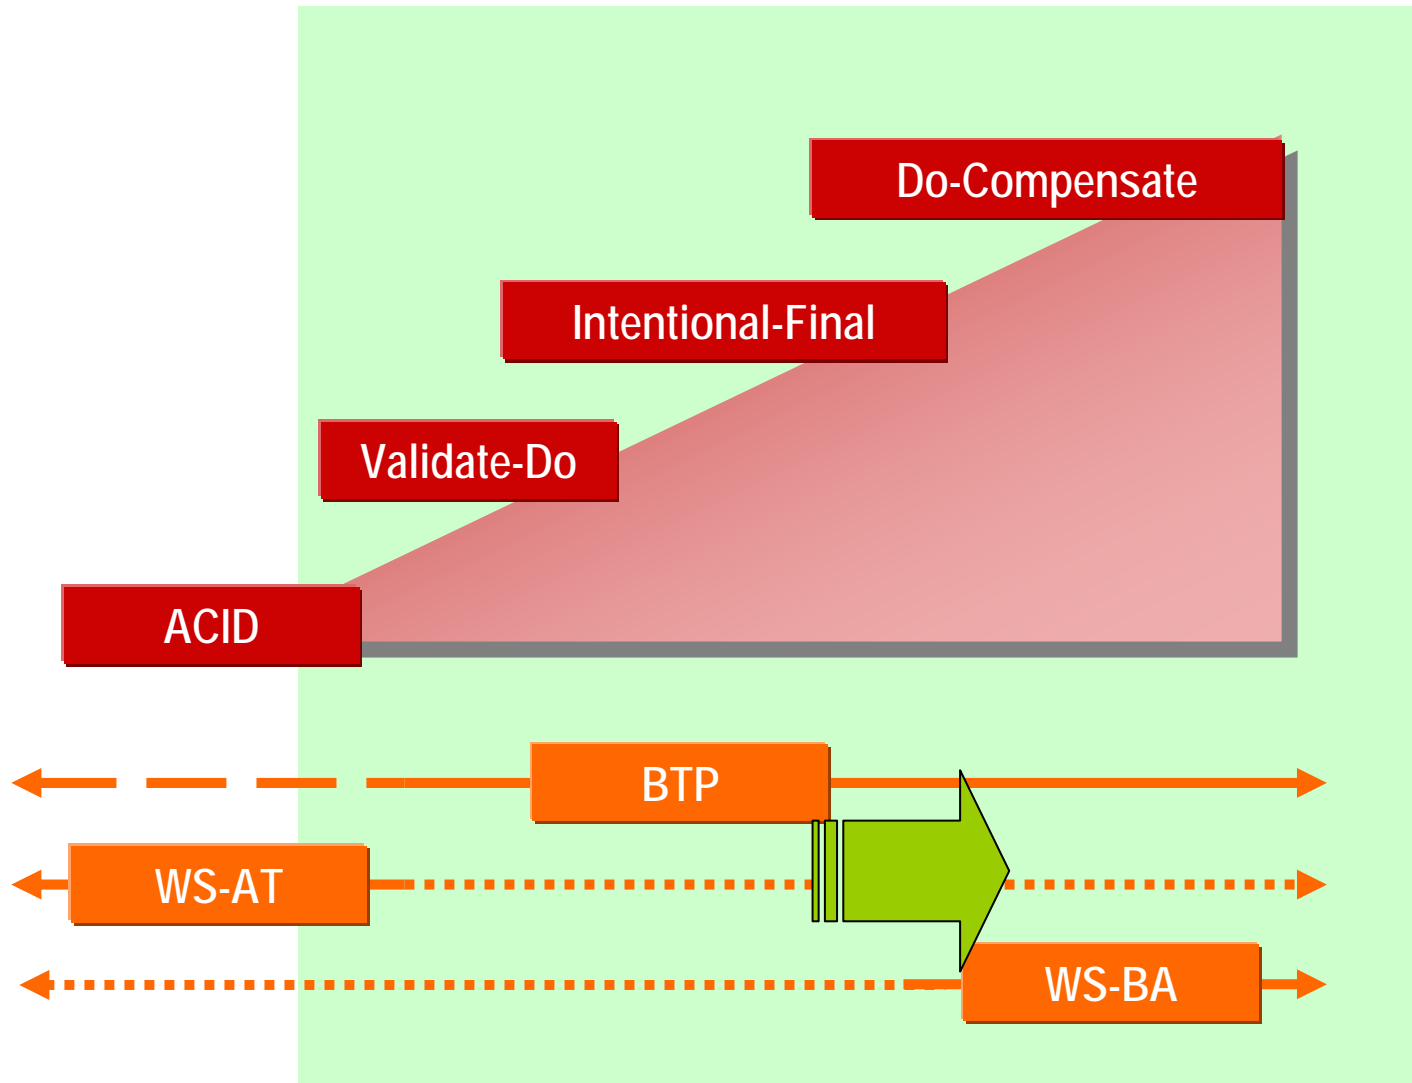 Do-Compensate
Intentional-Final
Validate-Do
ACID
BTP
WS-AT
WS-BA